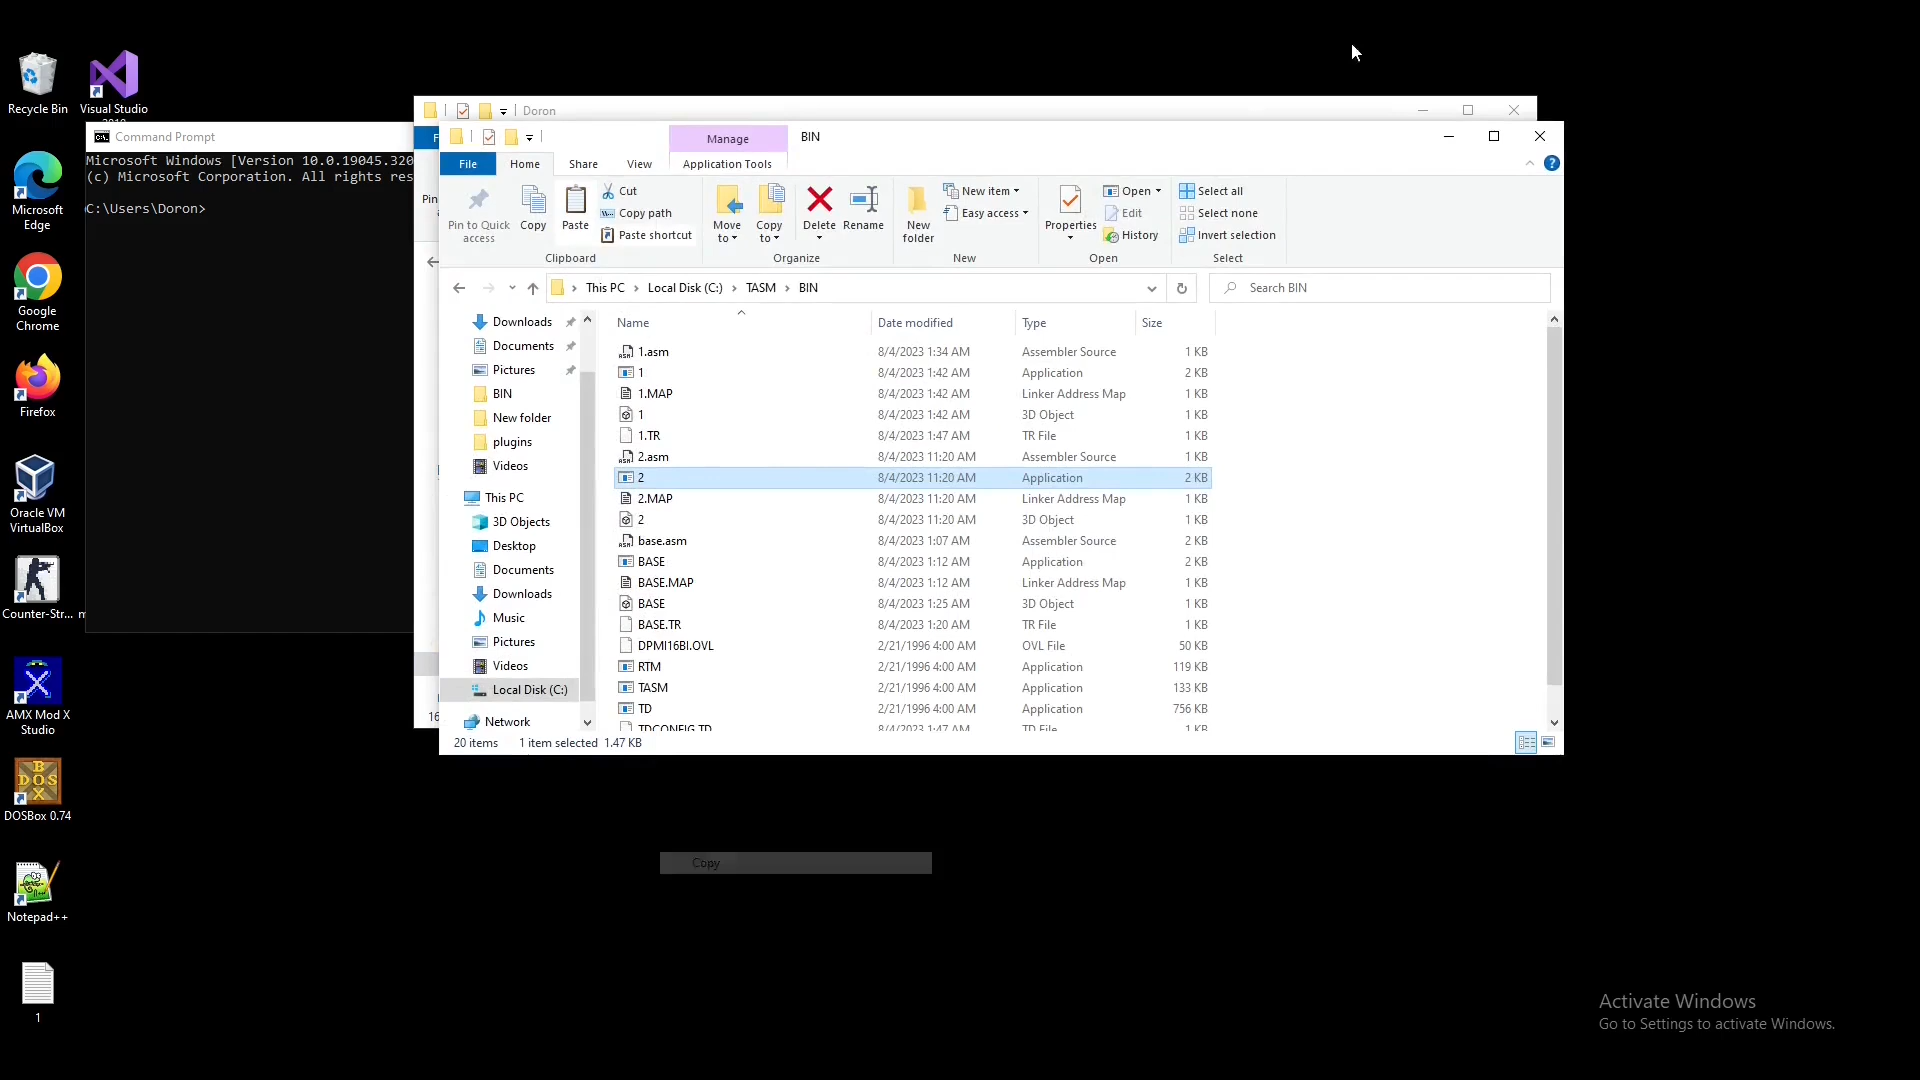 Recycle Bin
Visual Studio
Microsoft
Edge
Google
Chrome
Firefox
Oracle VM
VirtualBox
Counter-Str...
AMX Mod X
Studio
DOSBox 0.74
Notepad++
1
Command Prompt
Microsoft Windows [Version 10.0.19045.320
(c) Microsoft Corporation. All rights res
C:\Users\Doron>
Doron
Manage
BIN
File
Home
Share
View
Application Tools
Pin to Quick
access
Copy
Paste
Cut
Copy path
Paste shortcut
Clipboard
Move
to
Copy
to
Delete
Rename
Organize
New
folder
New item
Easy access
New
Properties
Open
Edit
History
Open
Select all
Select none
Invert selection
Select
This PC > Local Disk (C:) > TASM > BIN
Search BIN
Downloads
Documents
Pictures
BIN
New folder
plugins
Videos
This PC
3D Objects
Desktop
Documents
Downloads
Music
Pictures
Videos
Local Disk (C:)
Network
Name Date modified Type Size
1.asm 8/4/2023 1:34 AM Assembler Source 1 KB
1 8/4/2023 1:42 AM Application 2 KB
1.MAP 8/4/2023 1:42 AM Linker Address Map 1 KB
1 8/4/2023 1:42 AM 3D Object 1 KB
1.TR 8/4/2023 1:47 AM TR File 1 KB
2.asm 8/4/2023 11:20 AM Assembler Source 1 KB
2 8/4/2023 11:20 AM Application 2 KB
2.MAP 8/4/2023 11:20 AM Linker Address Map 1 KB
2 8/4/2023 11:20 AM 3D Object 1 KB
base.asm 8/4/2023 1:07 AM Assembler Source 2 KB
BASE 8/4/2023 1:12 AM Application 2 KB
BASE.MAP 8/4/2023 1:12 AM Linker Address Map 1 KB
BASE 8/4/2023 1:25 AM 3D Object 1 KB
BASE.TR 8/4/2023 1:20 AM TR File 1 KB
DPMI16BI.OVL 2/21/1996 4:00 AM OVL File 50 KB
RTM 2/21/1996 4:00 AM Application 119 KB
TASM 2/21/1996 4:00 AM Application 133 KB
TD 2/21/1996 4:00 AM Application 756 KB
TDCONFIG.TD 8/4/2023 1:47 AM TD File 1 KB
20 items 1 item selected 1.47 KB
Copy
Activate Windows
Go to Settings to activate Windows.